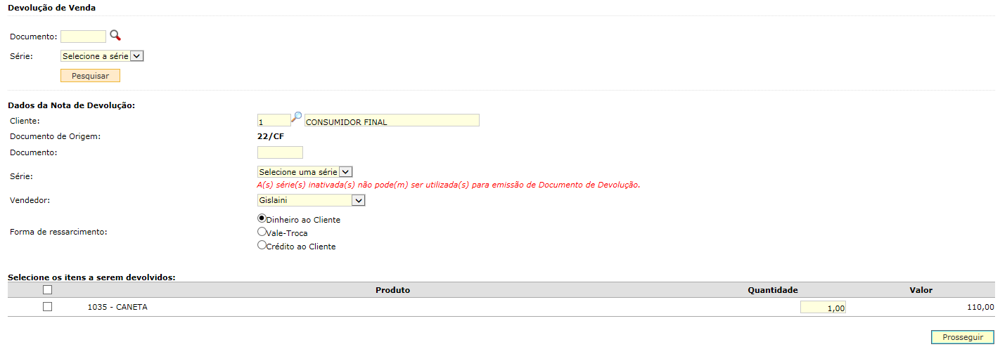 Devolução de Venda
Documento:
Série: Selecione a série
Pesquisar
Dados da Nota de Devolução:
Cliente: 1 CONSUMIDOR FINAL
Documento de Origem: 22/CF
Documento:
Série: Selecione uma série
A(s) série(s) inativada(s) não pode(m) ser utilizada(s) para emissão de Documento de Devolução.
Vendedor: Gislaini
Forma de ressarcimento:
Dinheiro ao Cliente
Vale-Troca
Crédito ao Cliente
Selecione os itens a serem devolvidos:
Produto Quantidade Valor
1035 - CANETA 1,00 110,00
Prosseguir